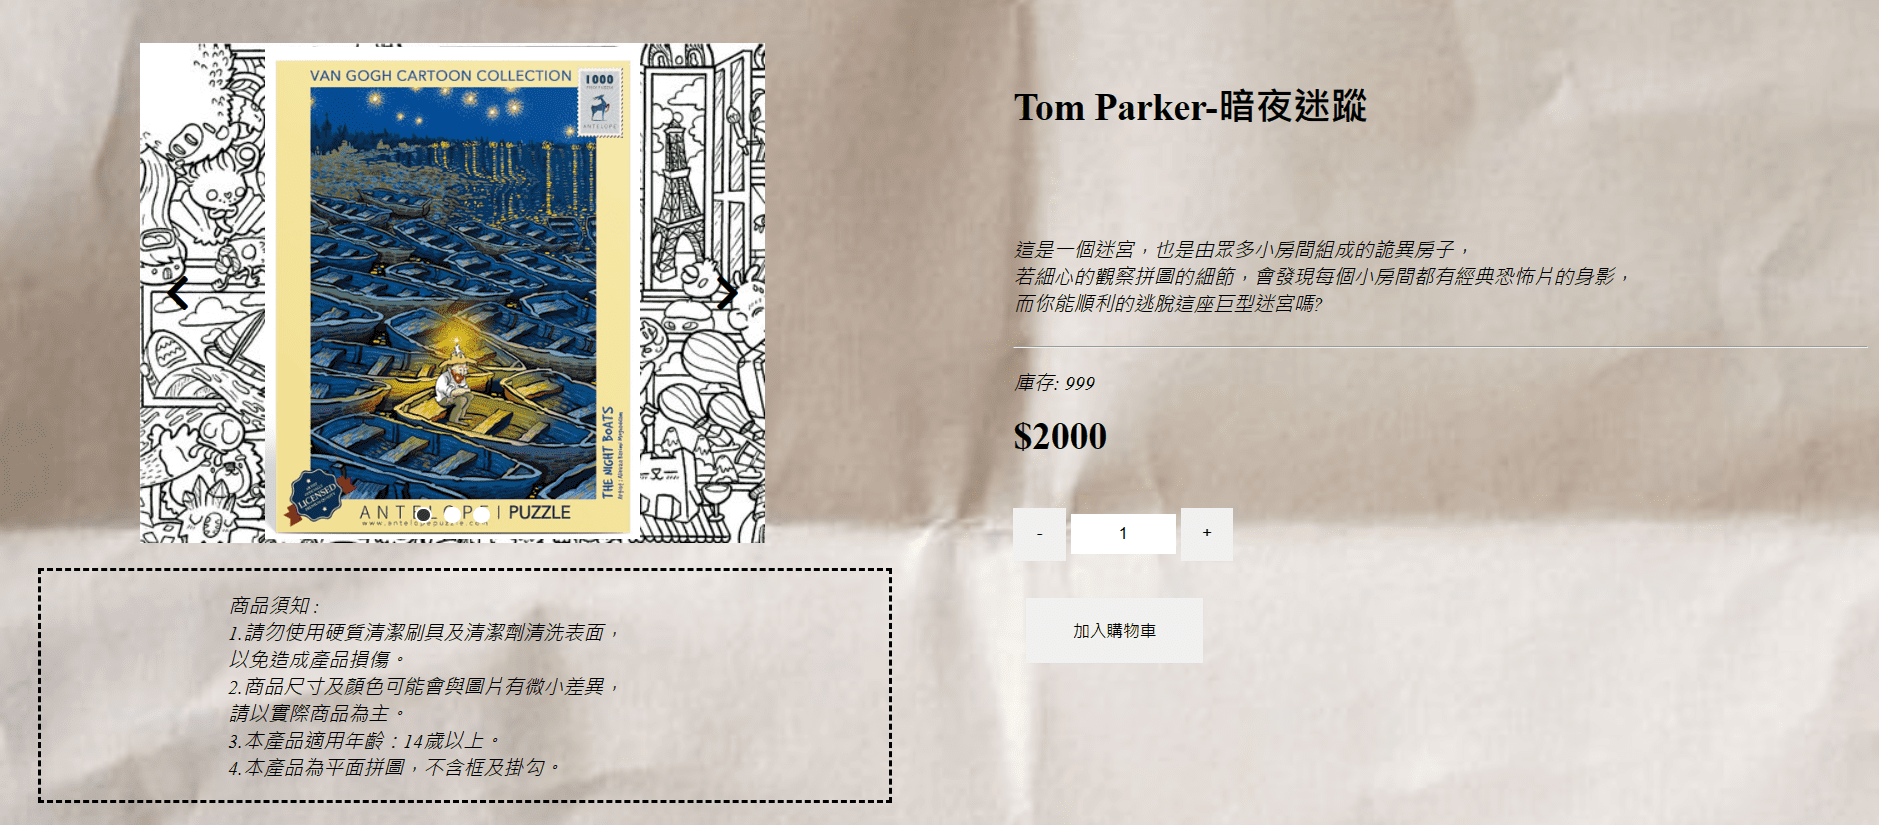 VAN GOGH CARTOON COLLECTION
1000
ANTELOPE
THE NIGHT BOATS
LICENSED
ANTELOPE | PUZZLE
www.antelopepuzzle.com
商品須知 :
1.請勿使用硬質清潔刷具及清潔劑清洗表面，
以免造成產品損傷。
2.商品尺寸及顏色可能會與圖片有微小差異，
請以實際商品為主。
3.本產品適用年齡：14歲以上。
4.本產品為平面拼圖，不含框及掛勾。
Tom Parker-暗夜迷蹤
這是一個迷宮，也是由眾多小房間組成的詭異房子，
若細心的觀察拼圖的細節，會發現每個小房間都有經典恐怖片的身影，
而你能順利的逃脫這座巨型迷宮嗎?
庫存: 999
$2000
- 1 +
加入購物車